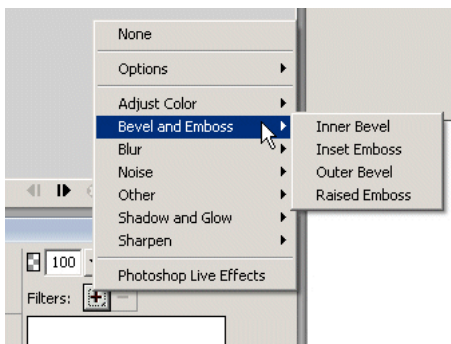 None
Options
Adjust Color
Bevel and Emboss
Blur
Noise
Other
Shadow and Glow
Sharpen
Photoshop Live Effects
Inner Bevel
Inset Emboss
Outer Bevel
Raised Emboss
100
Filters: